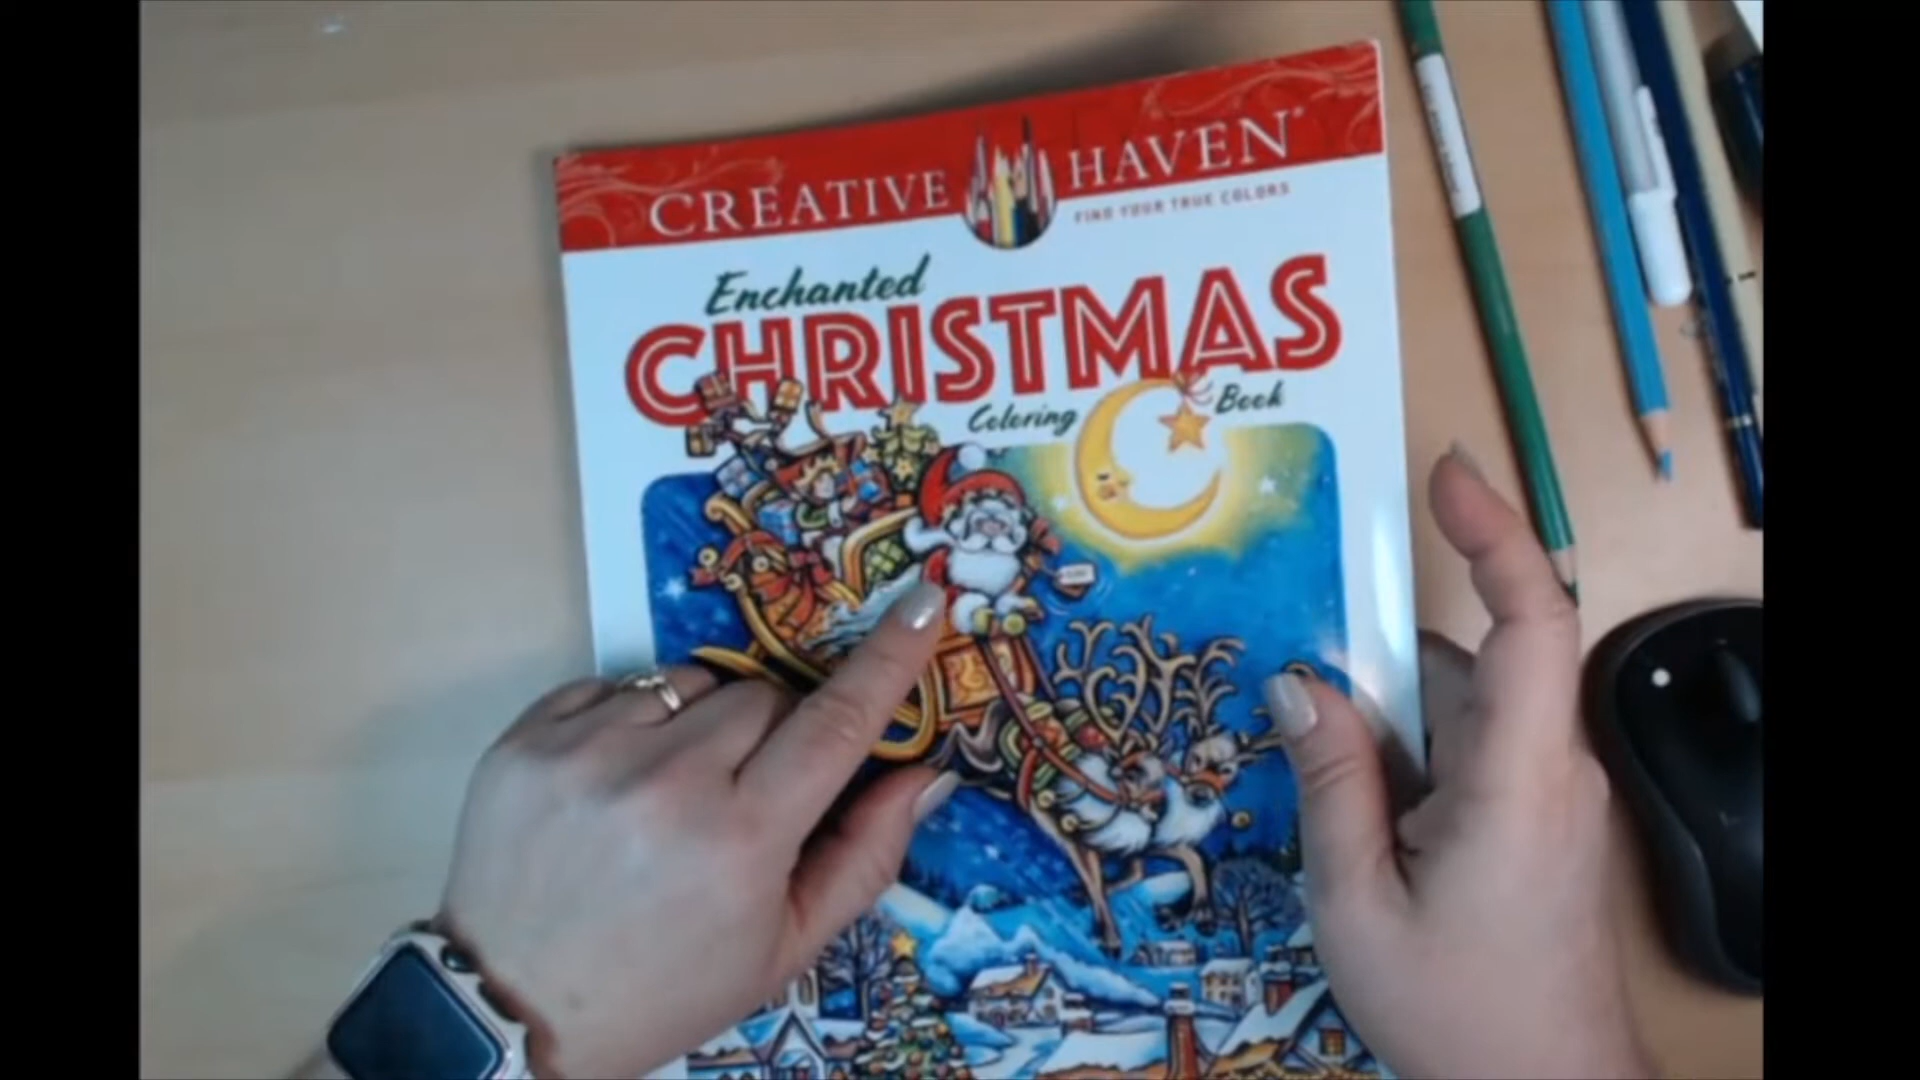 CREATIVE HAVEN®
FIND YOUR TRUE COLORS
Enchanted
CHRISTMAS
Coloring Book